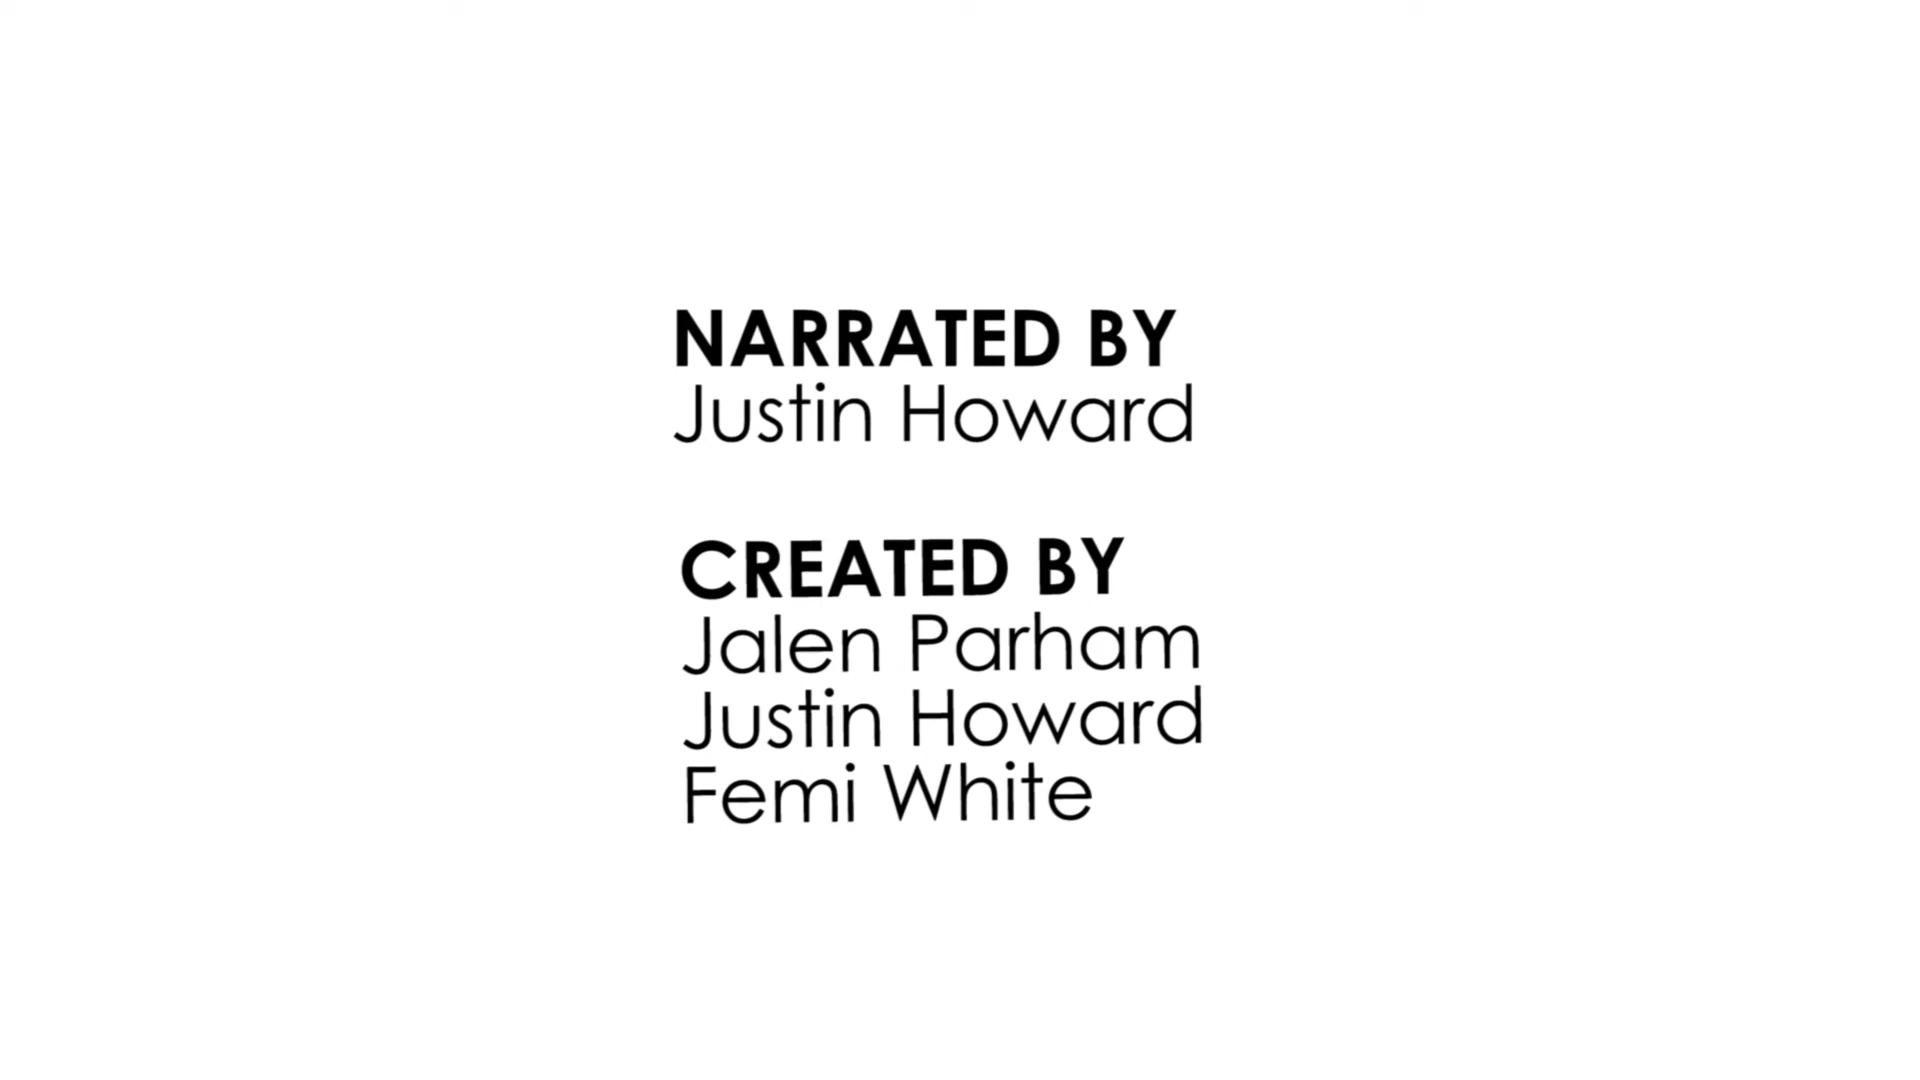 NARRATED BY
Justin Howard
CREATED BY
Jalen Parham
Justin Howard
Femi White